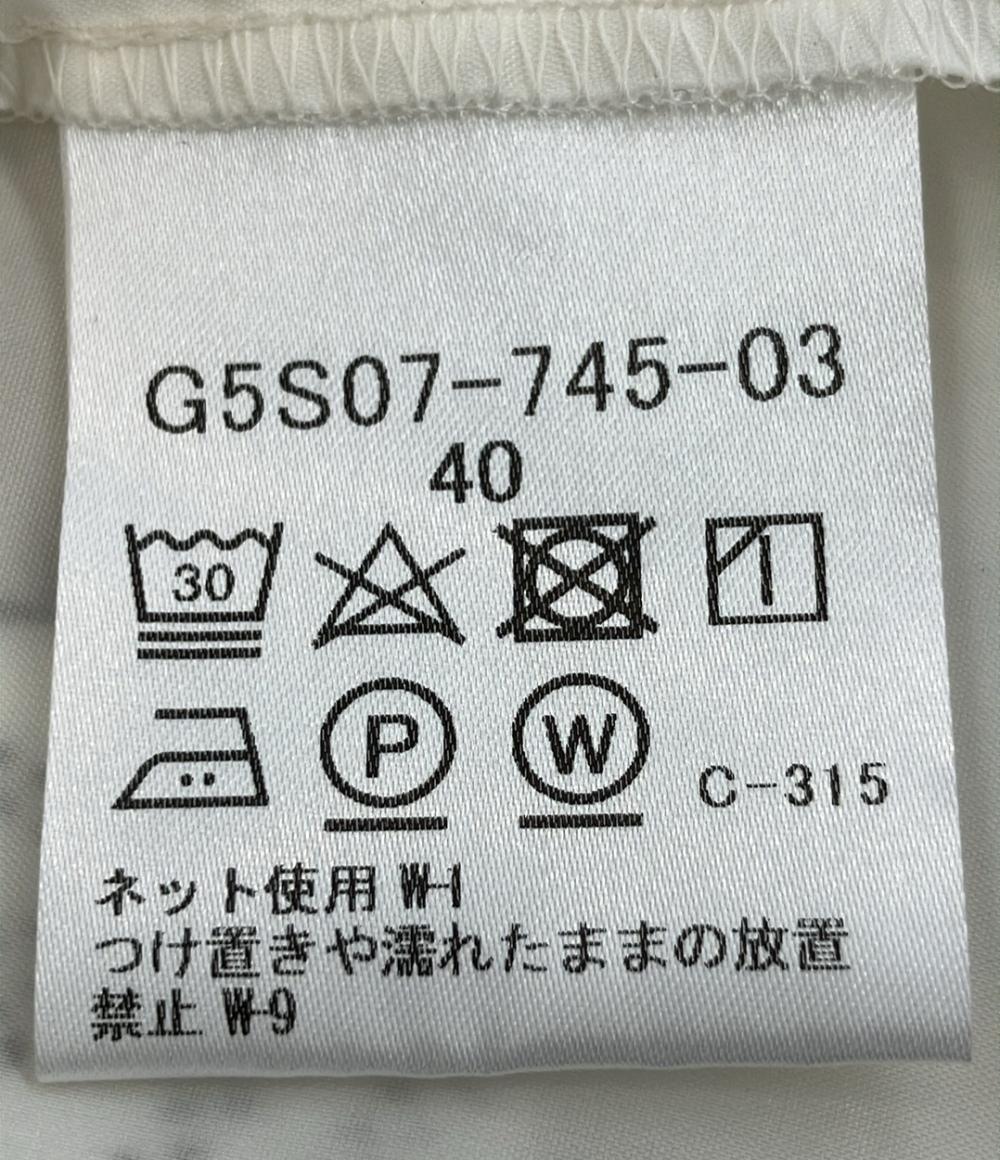 G5S07-745-03
40
30
P W C-315
ネット使用 W-1
つけ置きや濡れたままの放置
禁止 W-9